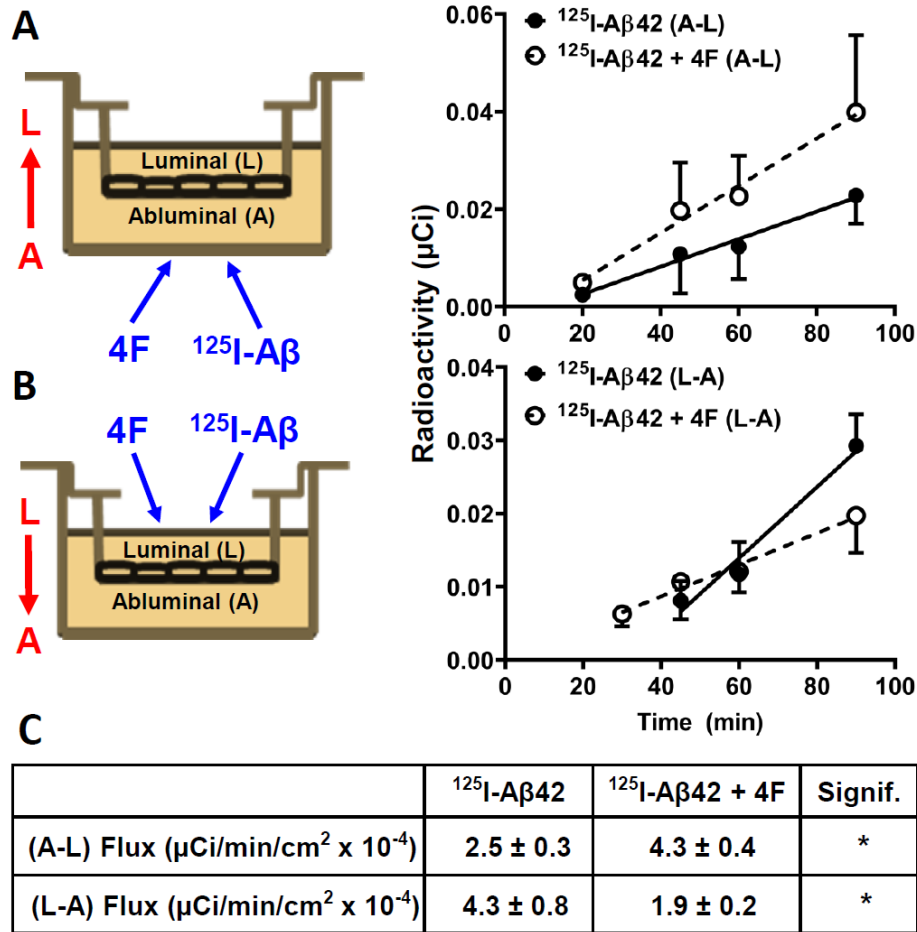 A
L
A
Luminal (L)
Abluminal (A)
4F ¹²⁵I-Aβ
Radioactivity (µCi)
0.06
0.04
0.02
0.00
0 20 40 60 80 100
¹²⁵I-Aβ42 (A-L)
¹²⁵I-Aβ42 + 4F (A-L)
B
4F ¹²⁵I-Aβ
L
A
Luminal (L)
Abluminal (A)
0.04
0.03
0.02
0.01
0.00
0 20 40 60 80 100
Time (min)
¹²⁵I-Aβ42 (L-A)
¹²⁵I-Aβ42 + 4F (L-A)
C
¹²⁵I-Aβ42 ¹²⁵I-Aβ42 + 4F Signif.
(A-L) Flux (µCi/min/cm² x 10⁻⁴) 2.5 ± 0.3 4.3 ± 0.4 *
(L-A) Flux (µCi/min/cm² x 10⁻⁴) 4.3 ± 0.8 1.9 ± 0.2 *